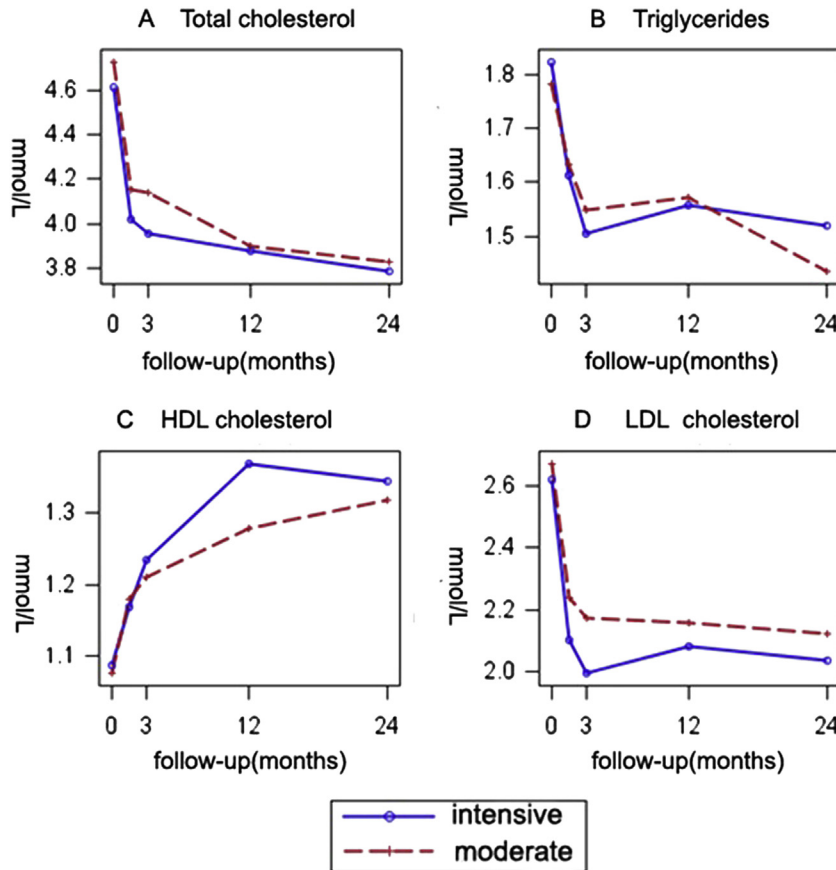 A Total cholesterol
4.6
4.4
4.2
4.0
3.8
mmol/L
0 3 12 24
follow-up(months)
B Triglycerides
1.8
1.7
1.6
1.5
mmol/L
0 3 12 24
follow-up(months)
C HDL cholesterol
1.3
1.2
1.1
mmol/L
0 3 12 24
follow-up(months)
D LDL cholesterol
2.6
2.4
2.2
2.0
mmol/L
0 3 12 24
follow-up(months)
intensive
moderate